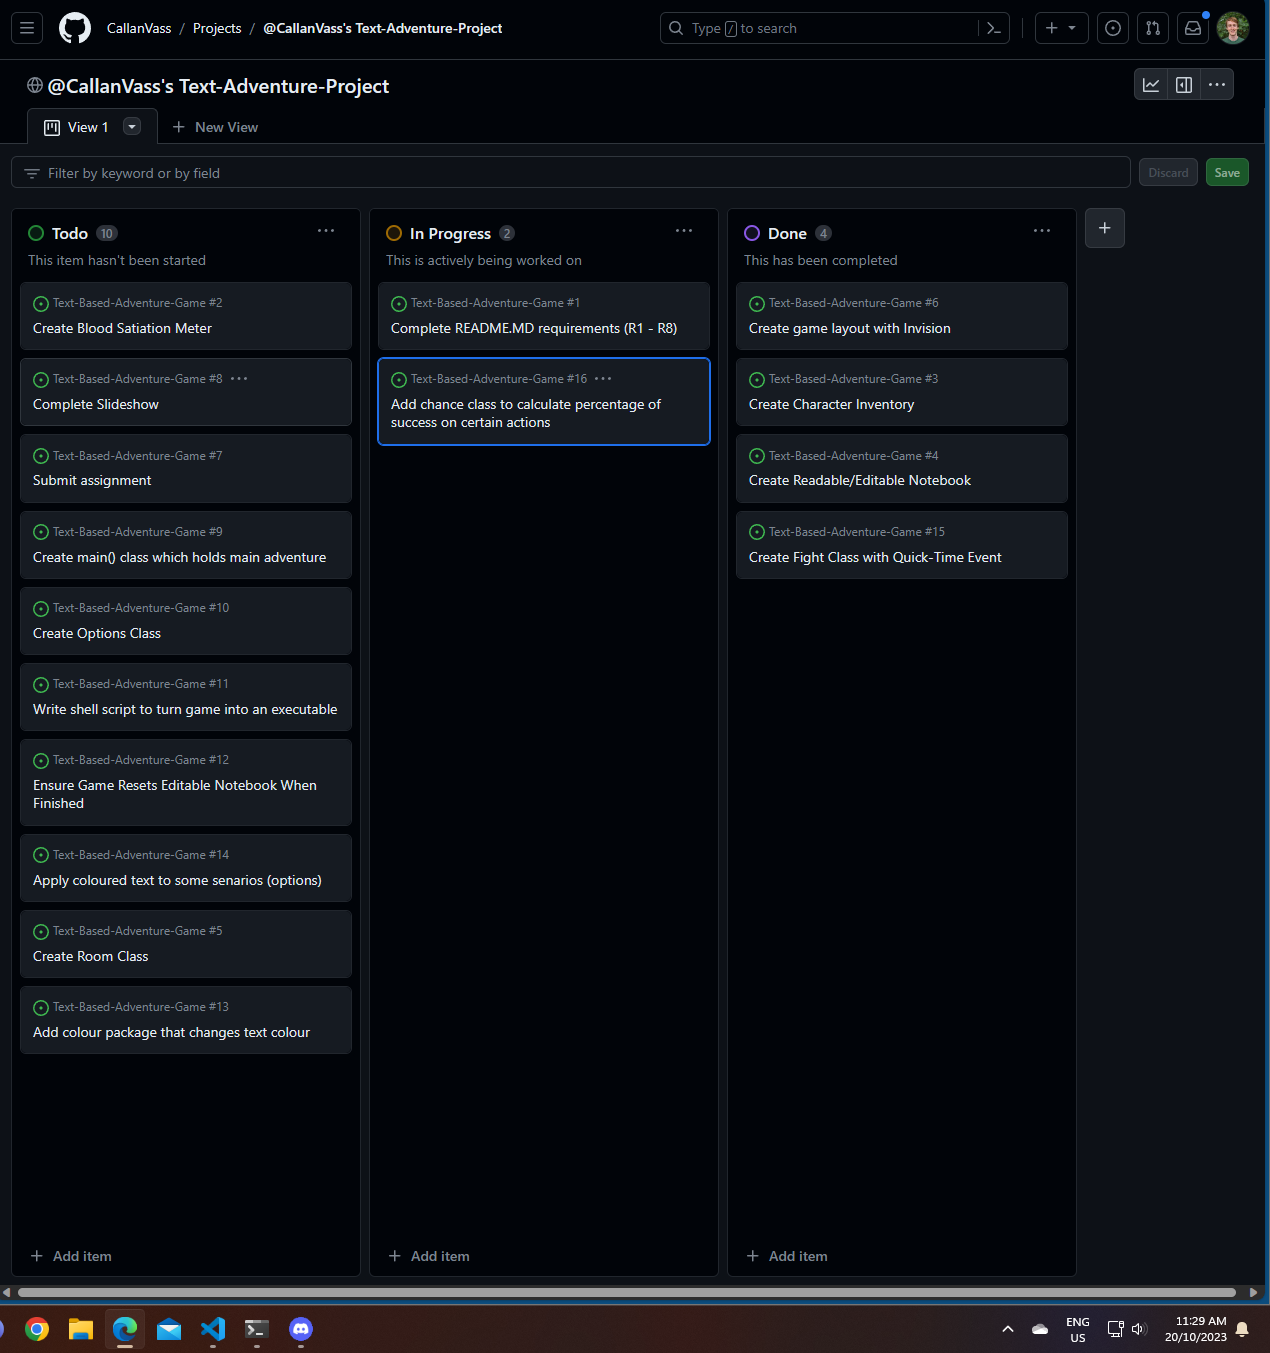 CallanVass / Projects / @CallanVass's Text-Adventure-Project
Type / to search
@CallanVass's Text-Adventure-Project
View 1
New View
Filter by keyword or by field
Discard
Save
Todo 10
This item hasn't been started
Text-Based-Adventure-Game #2
Create Blood Satiation Meter
Text-Based-Adventure-Game #8
Complete Slideshow
Text-Based-Adventure-Game #7
Submit assignment
Text-Based-Adventure-Game #9
Create main() class which holds main adventure
Text-Based-Adventure-Game #10
Create Options Class
Text-Based-Adventure-Game #11
Write shell script to turn game into an executable
Text-Based-Adventure-Game #12
Ensure Game Resets Editable Notebook When
Finished
Text-Based-Adventure-Game #14
Apply coloured text to some senarios (options)
Text-Based-Adventure-Game #5
Create Room Class
Text-Based-Adventure-Game #13
Add colour package that changes text colour
Add item
In Progress 2
This is actively being worked on
Text-Based-Adventure-Game #1
Complete README.MD requirements (R1 - R8)
Text-Based-Adventure-Game #16
Add chance class to calculate percentage of
success on certain actions
Add item
Done 4
This has been completed
Text-Based-Adventure-Game #6
Create game layout with Invision
Text-Based-Adventure-Game #3
Create Character Inventory
Text-Based-Adventure-Game #4
Create Readable/Editable Notebook
Text-Based-Adventure-Game #15
Create Fight Class with Quick-Time Event
Add item
ENG
US
11:29 AM
20/10/2023